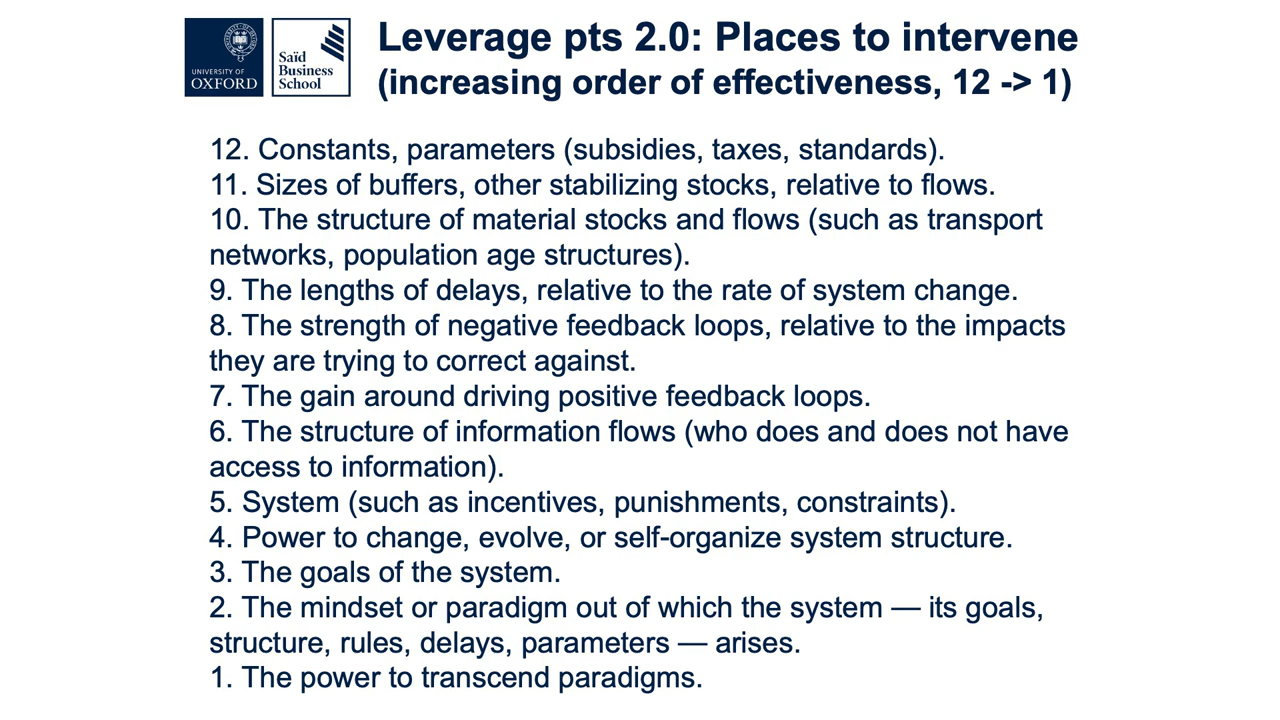 UNIVERSITY OF
OXFORD
Saïd
Business
School
Leverage pts 2.0: Places to intervene
(increasing order of effectiveness, 12 -> 1)
12. Constants, parameters (subsidies, taxes, standards).
11. Sizes of buffers, other stabilizing stocks, relative to flows.
10. The structure of material stocks and flows (such as transport
networks, population age structures).
9. The lengths of delays, relative to the rate of system change.
8. The strength of negative feedback loops, relative to the impacts
they are trying to correct against.
7. The gain around driving positive feedback loops.
6. The structure of information flows (who does and does not have
access to information).
5. System (such as incentives, punishments, constraints).
4. Power to change, evolve, or self-organize system structure.
3. The goals of the system.
2. The mindset or paradigm out of which the system — its goals,
structure, rules, delays, parameters — arises.
1. The power to transcend paradigms.